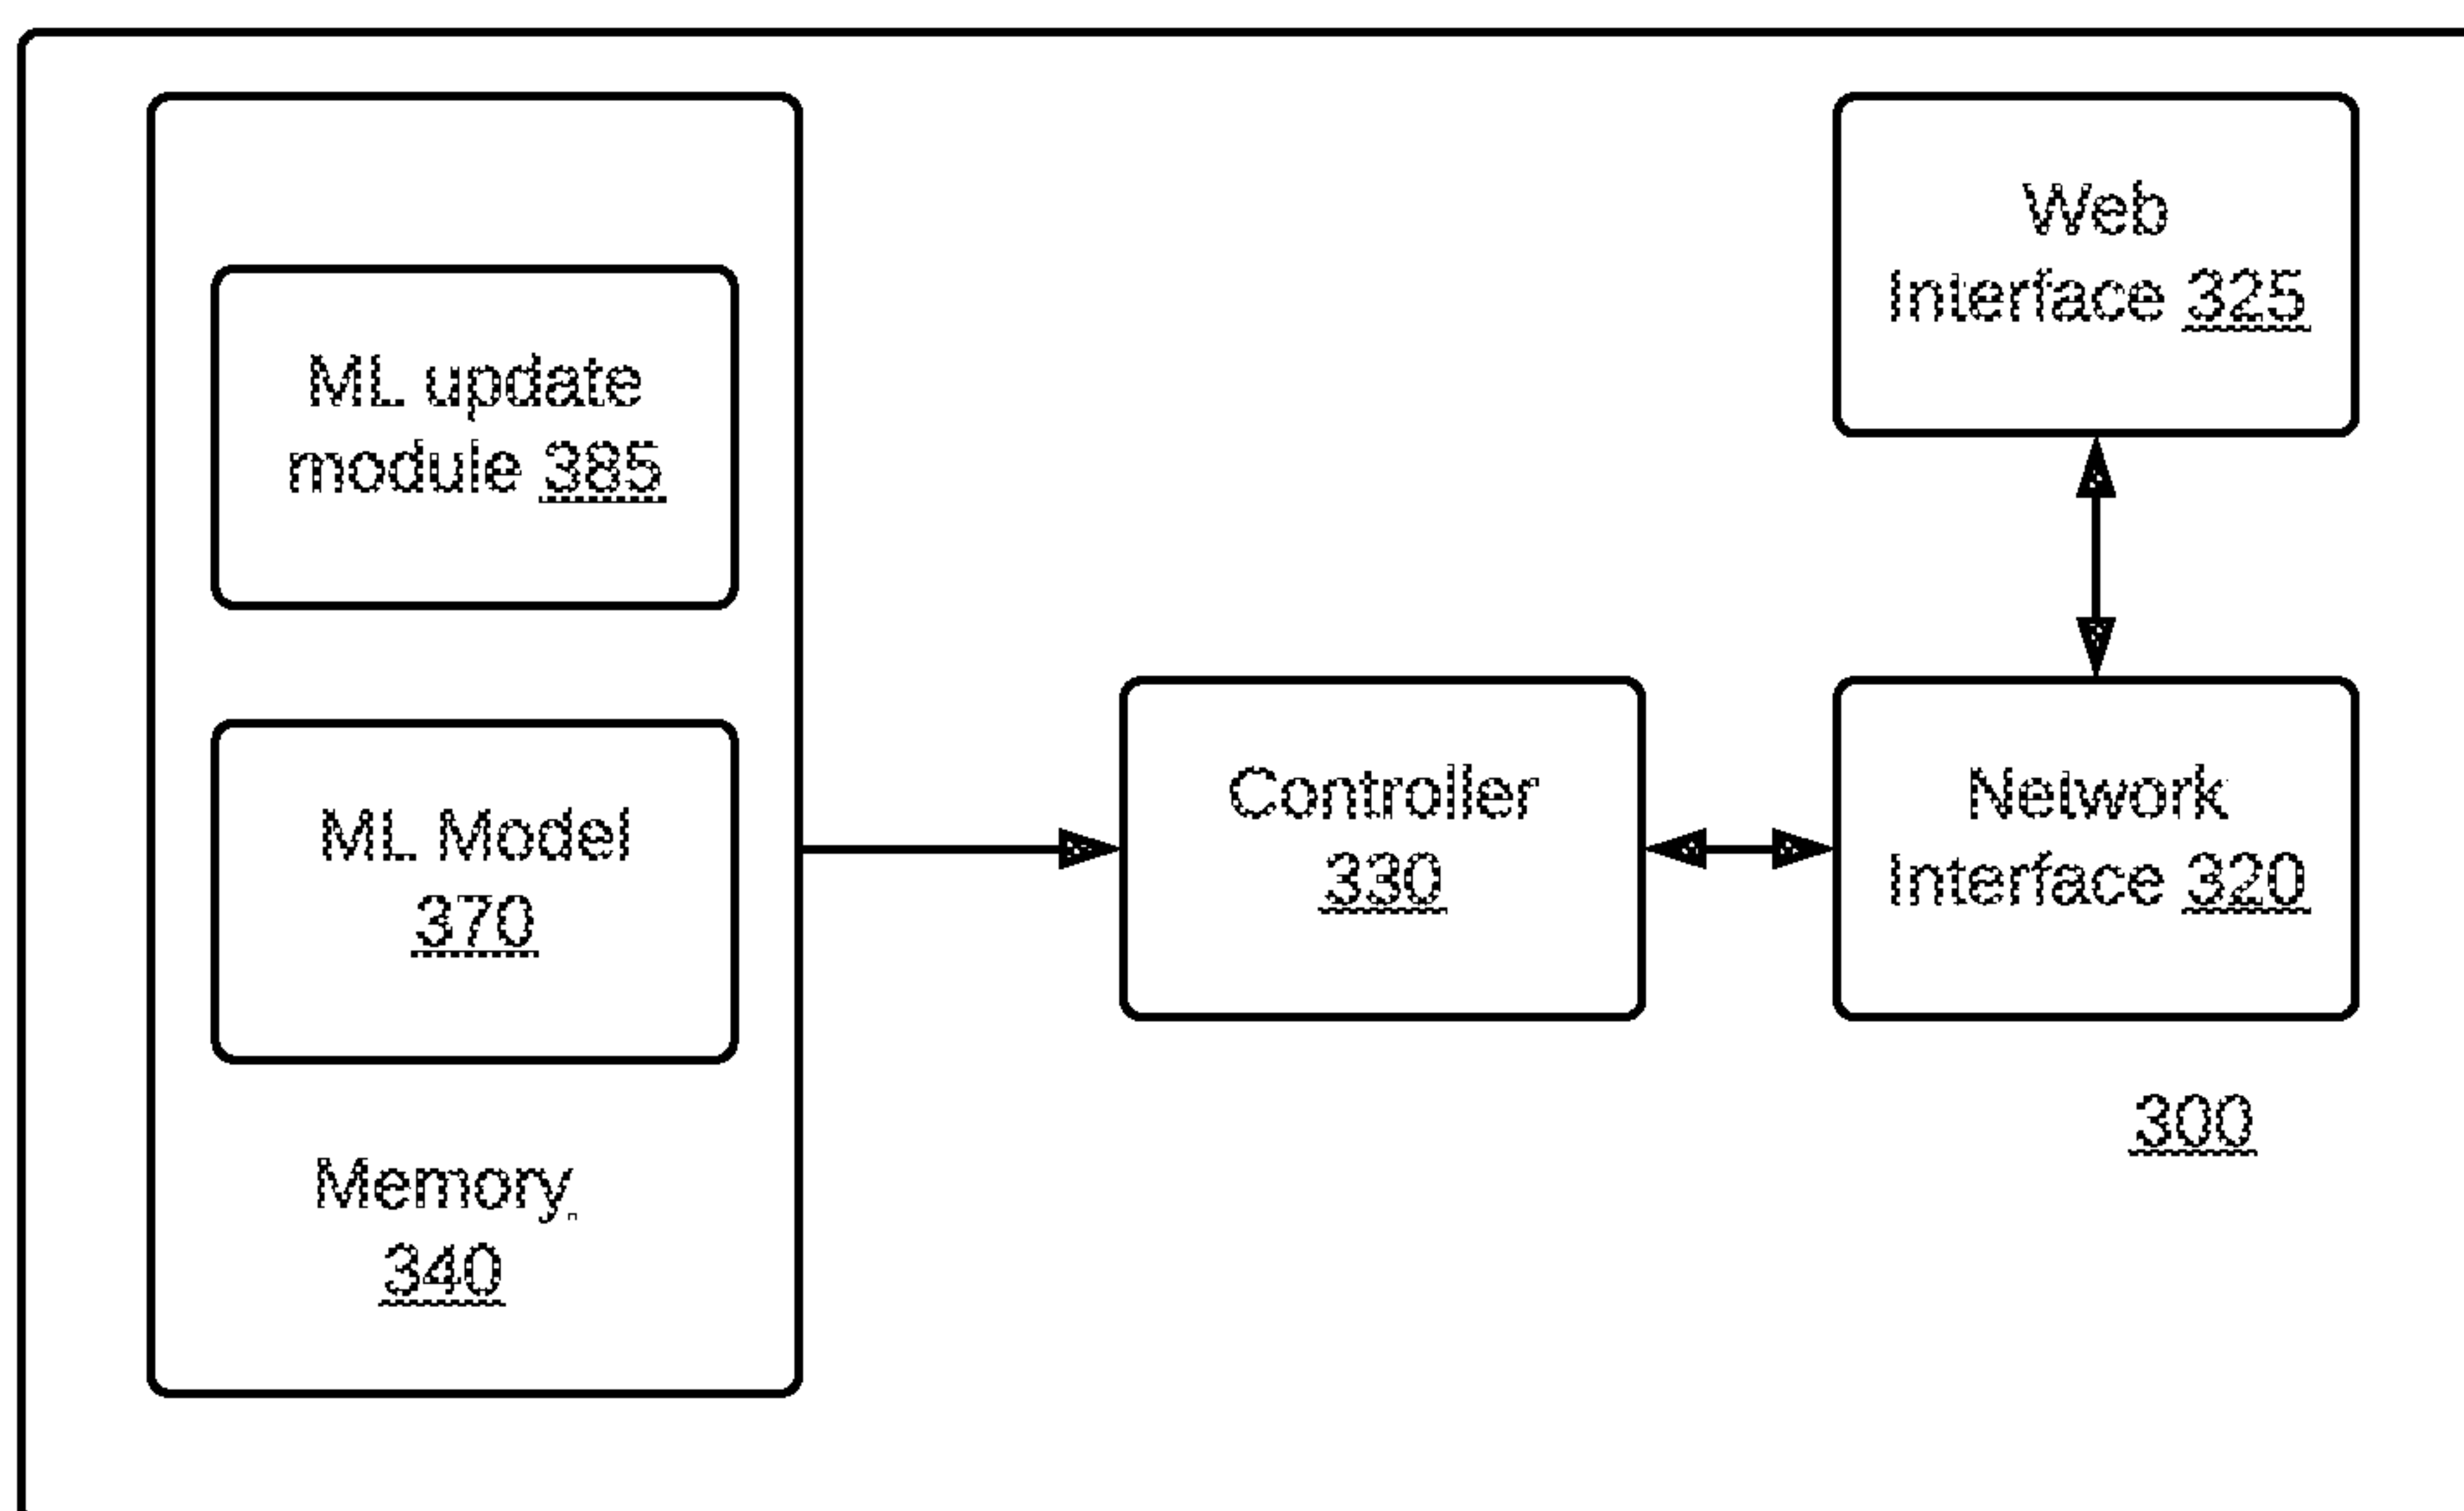 ML update
module 385
ML Model
370
Memory
340
Controller
330
Web
Interface 325
Network
Interface 320
300